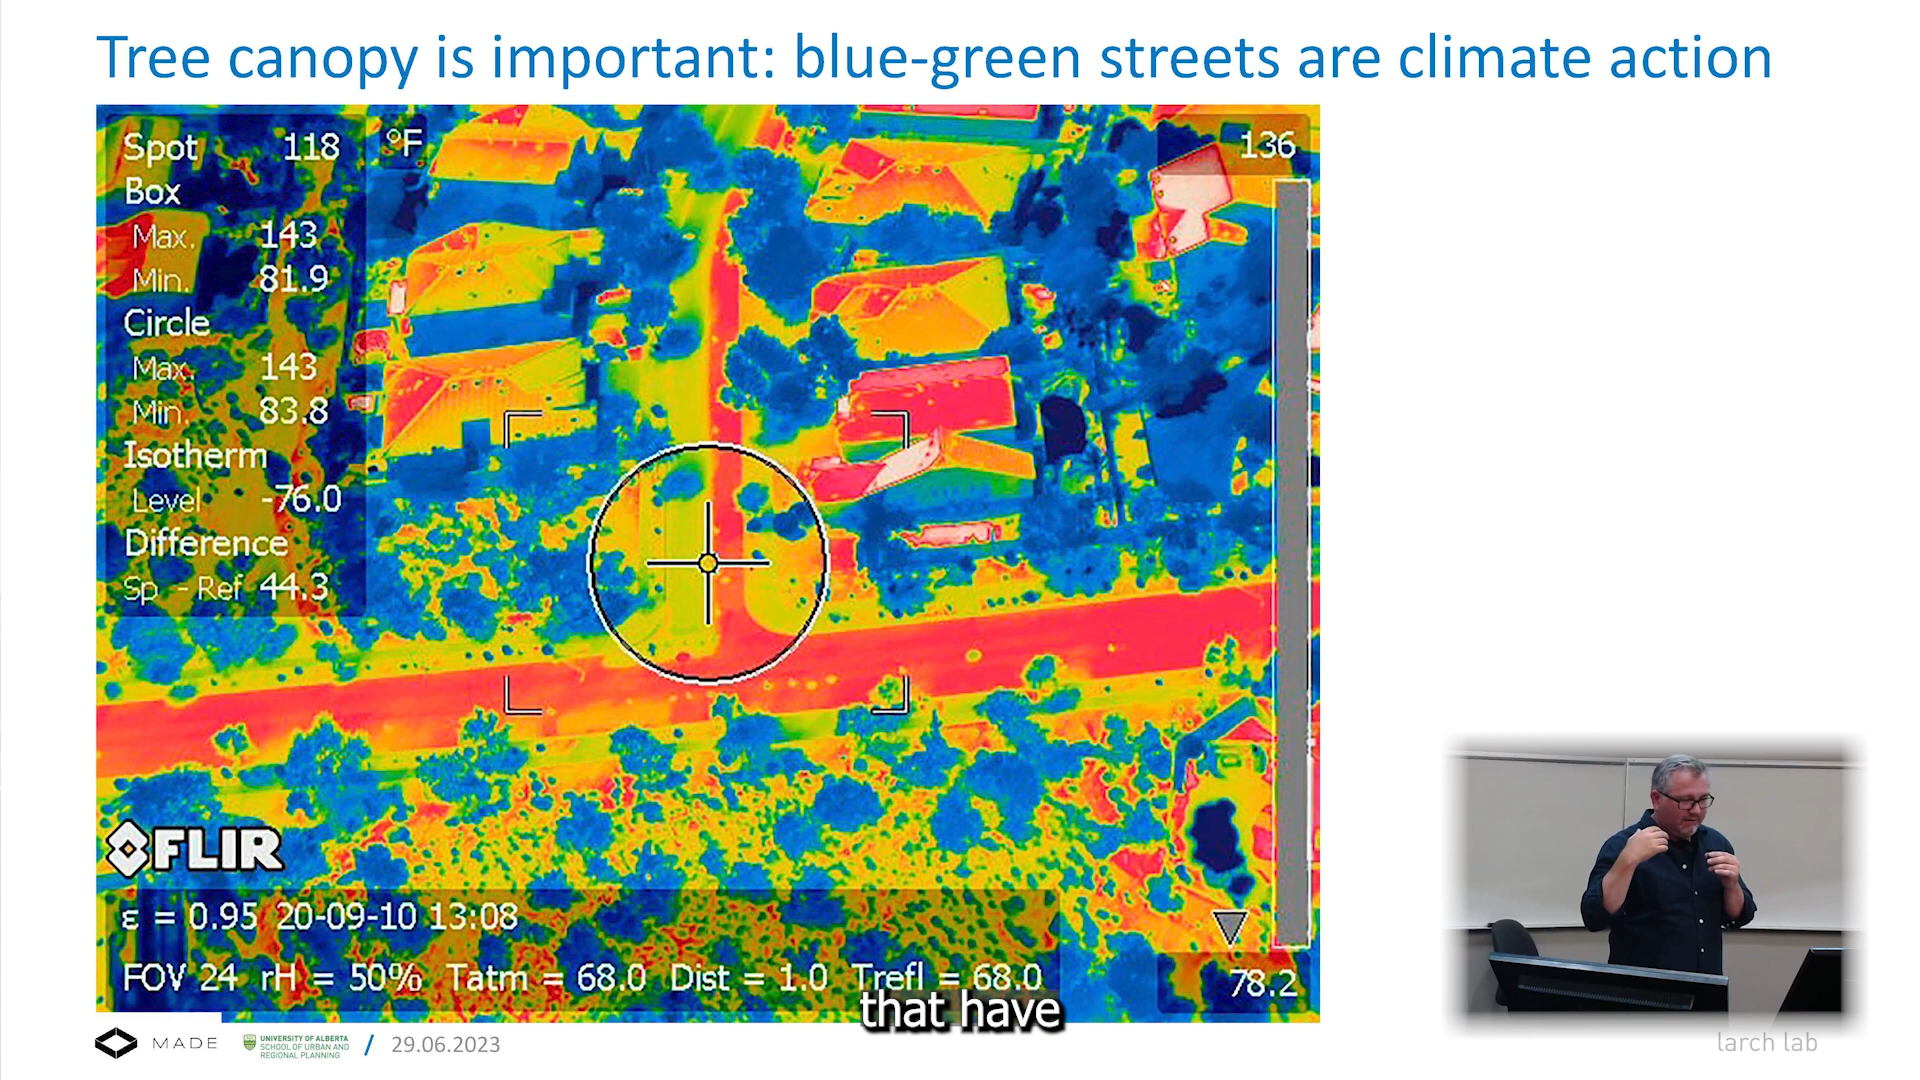 Tree canopy is important: blue-green streets are climate action
Spot 118 °F
136
Box
Max. 143
Min. 81.9
Circle
Max. 143
Min. 83.8
Isotherm
Level -76.0
Difference
Sp - Ref 44.3
FLIR
ε = 0.95 20-09-10 13:08
FOV 24 rH = 50% Tatm = 68.0 Dist = 1.0 Trefl = 68.0
78.2
that have
MADE
UNIVERSITY OF ALBERTA
SCHOOL OF URBAN AND
REGIONAL PLANNING
/ 29.06.2023
larch lab